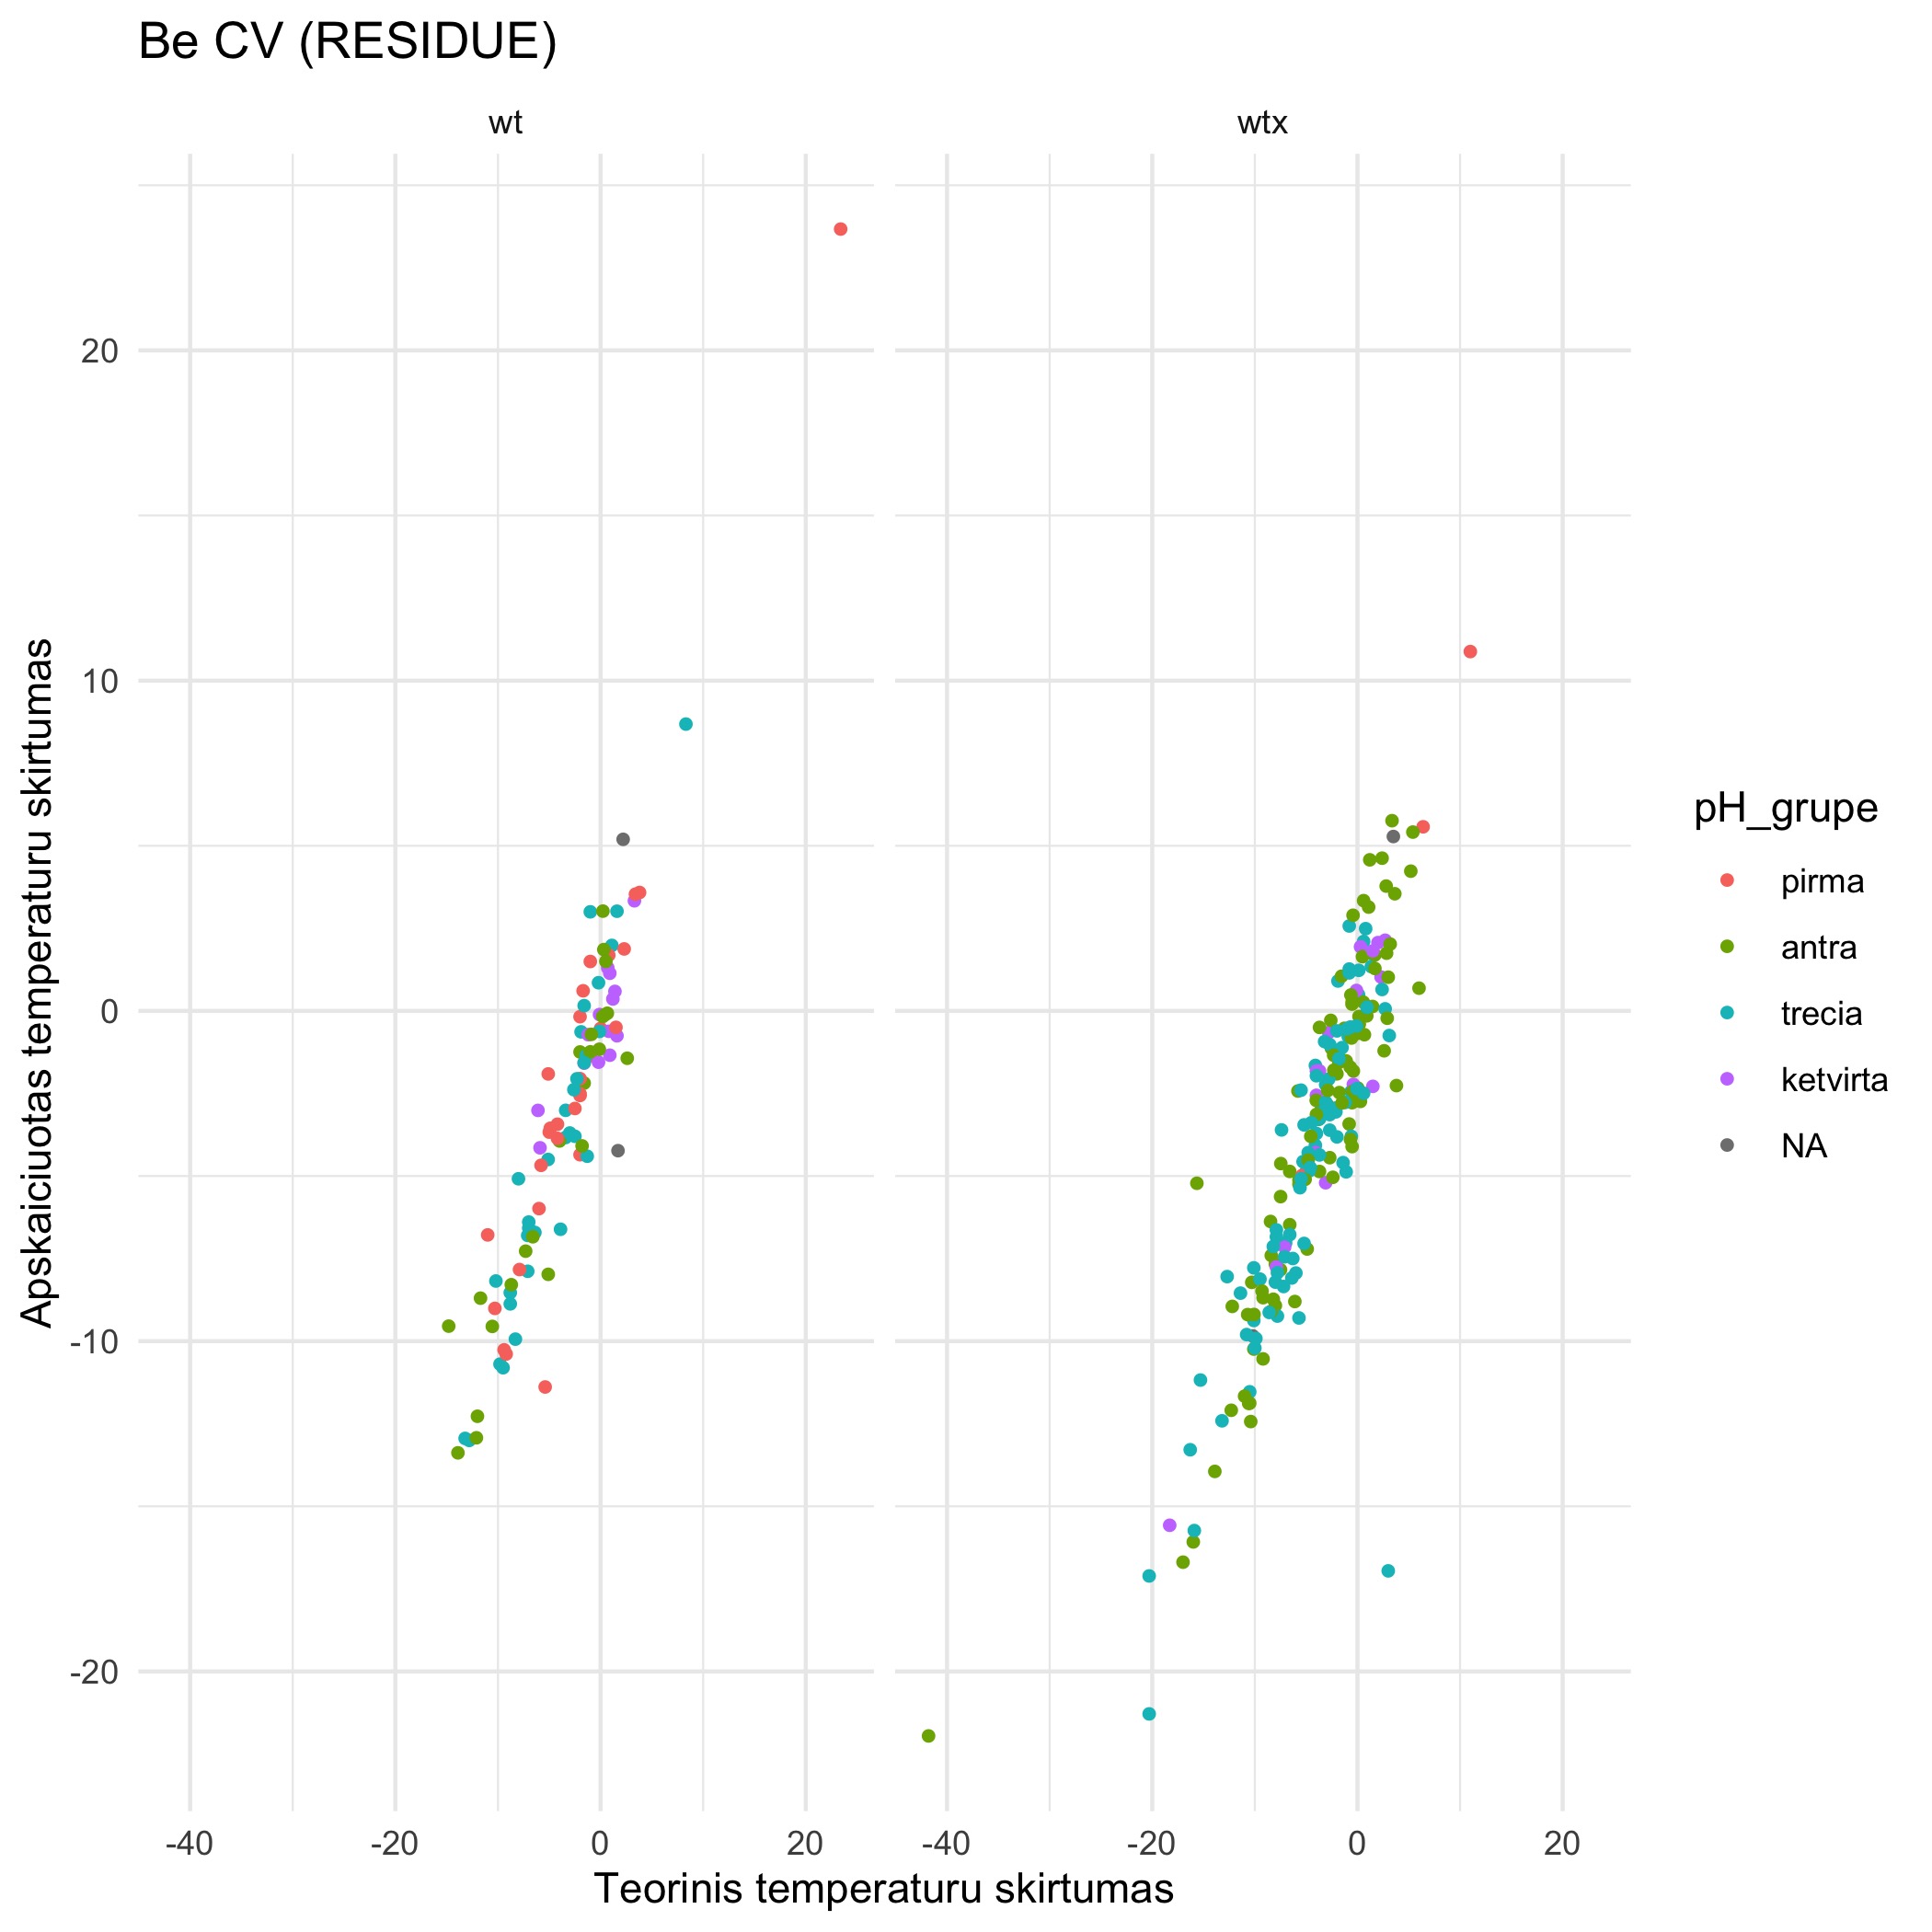 Be CV (RESIDUE)
wt
wtx
Apskaiciuotas temperaturu skirtumas
20
10
0
-10
-20
-40
-20
0
20
-40
-20
0
20
Teorinis temperaturu skirtumas
pH_grupe
pirma
antra
trecia
ketvirta
NA